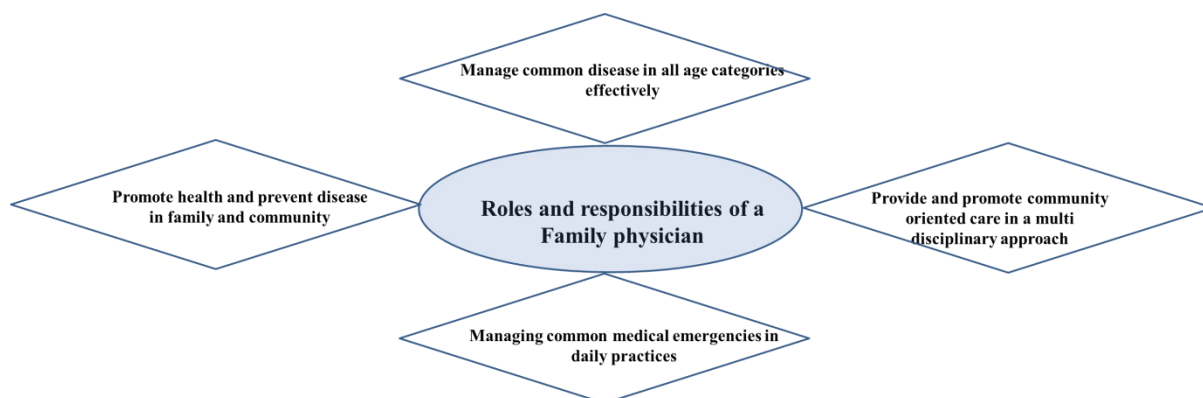 Manage common disease in all age categories
effectively
Promote health and prevent disease
in family and community
Roles and responsibilities of a
Family physician
Provide and promote community
oriented care in a multi
disciplinary approach
Managing common medical emergencies in
daily practices